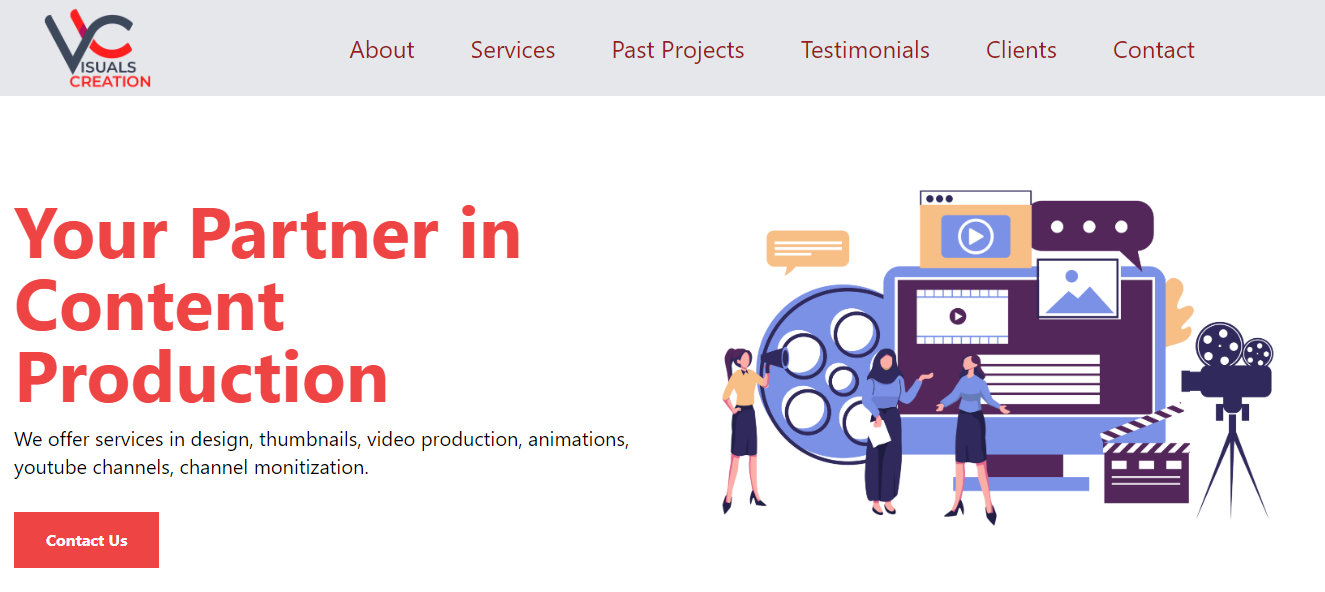 VC
ISUALS
CREATION
About Services Past Projects Testimonials Clients Contact
Your Partner in
Content
Production
We offer services in design, thumbnails, video production, animations,
youtube channels, channel monitization.
Contact Us